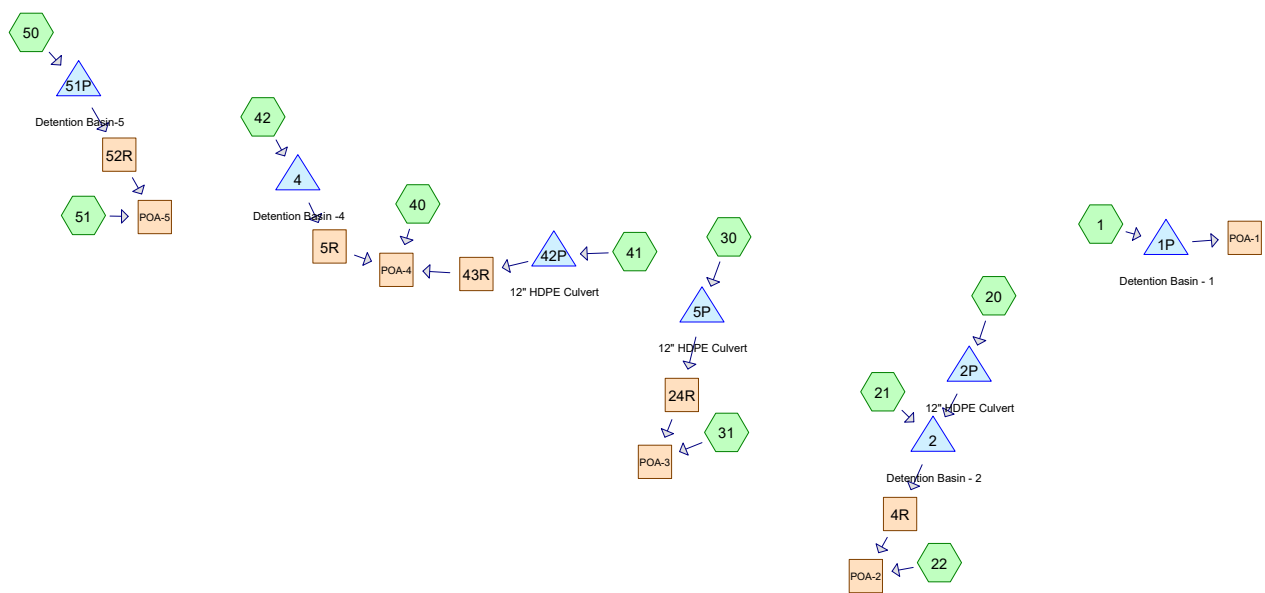 50
51P
Detention Basin-5
52R
51
POA-5
42
4
Detention Basin -4
5R
40
POA-4
43R
42P
41
12" HDPE Culvert
30
5P
12" HDPE Culvert
24R
31
POA-3
20
2P
12" HDPE Culvert
21
2
Detention Basin - 2
4R
POA-2
22
1
1P
POA-1
Detention Basin - 1